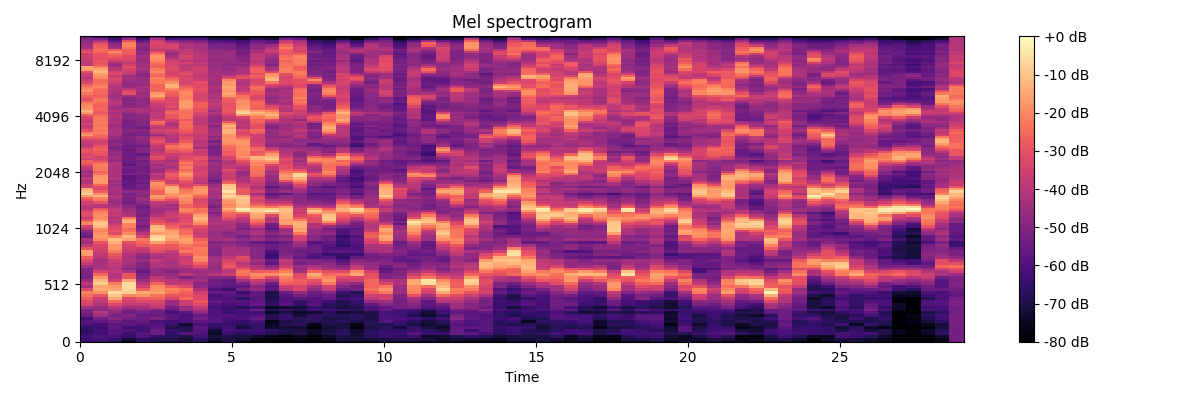 Mel spectrogram
Hz
8192
4096
2048
1024
512
0
0 5 10 15 20 25
Time
+0 dB
-10 dB
-20 dB
-30 dB
-40 dB
-50 dB
-60 dB
-70 dB
-80 dB